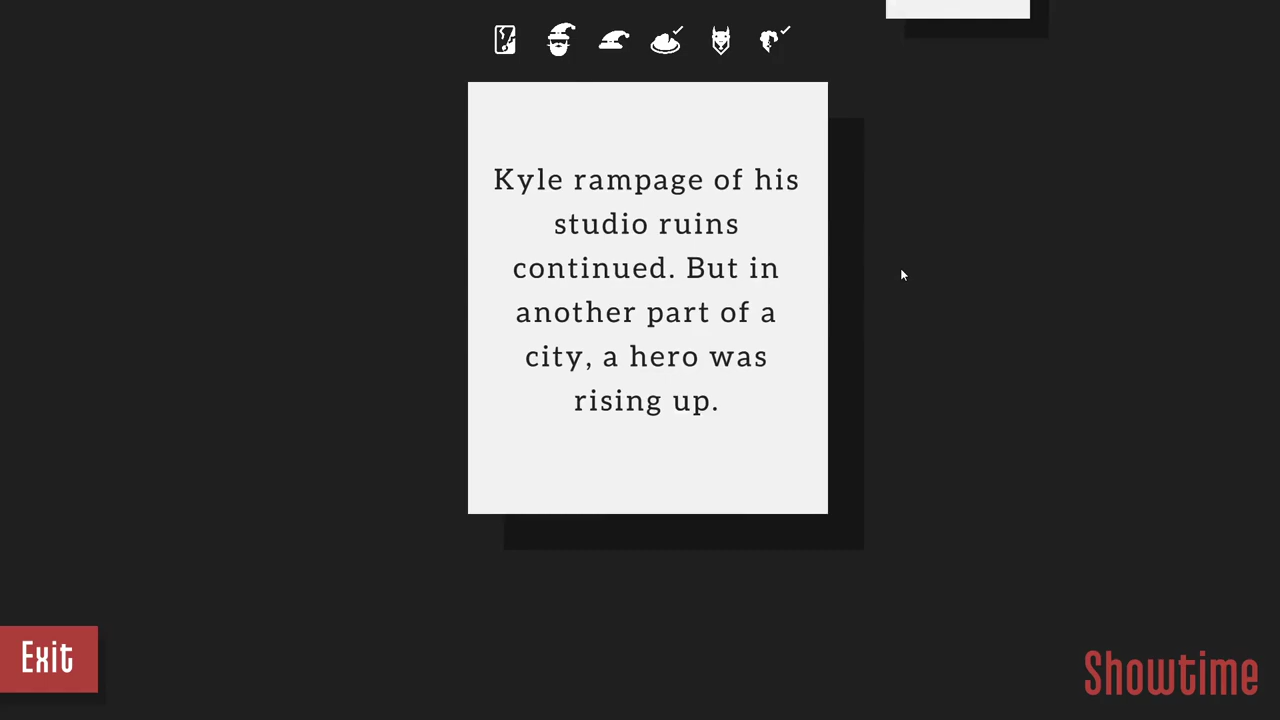 Kyle rampage of his
studio ruins
continued. But in
another part of a
city, a hero was
rising up.
Exit
Showtime